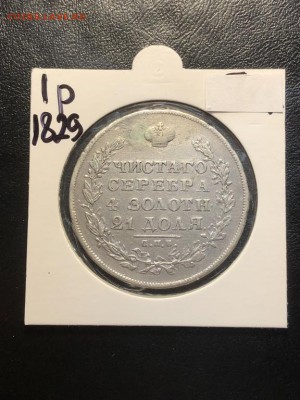 1 р
1829
ЧИСТАГО
СЕРЕБРА
4 ЗОЛОТН.
21 ДОЛЯ.
С.П.Б.